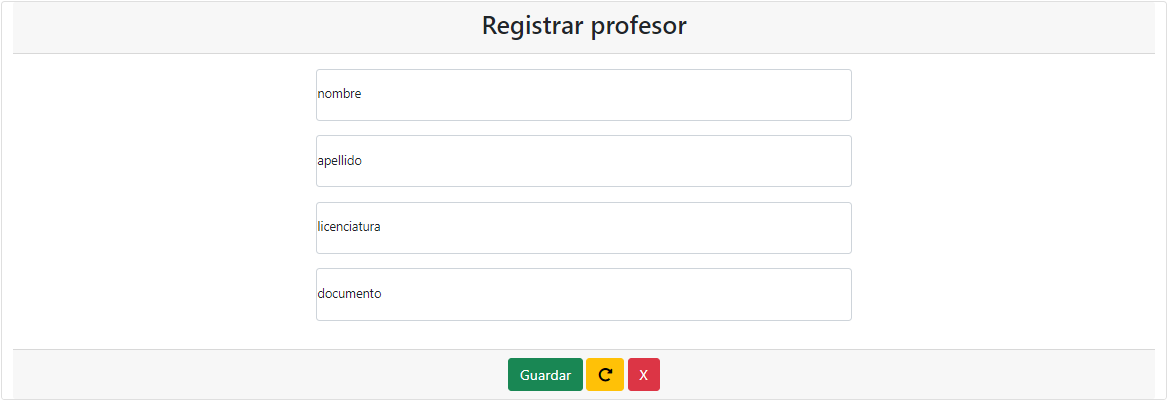 Registrar profesor
nombre
apellido
licenciatura
documento
Guardar X